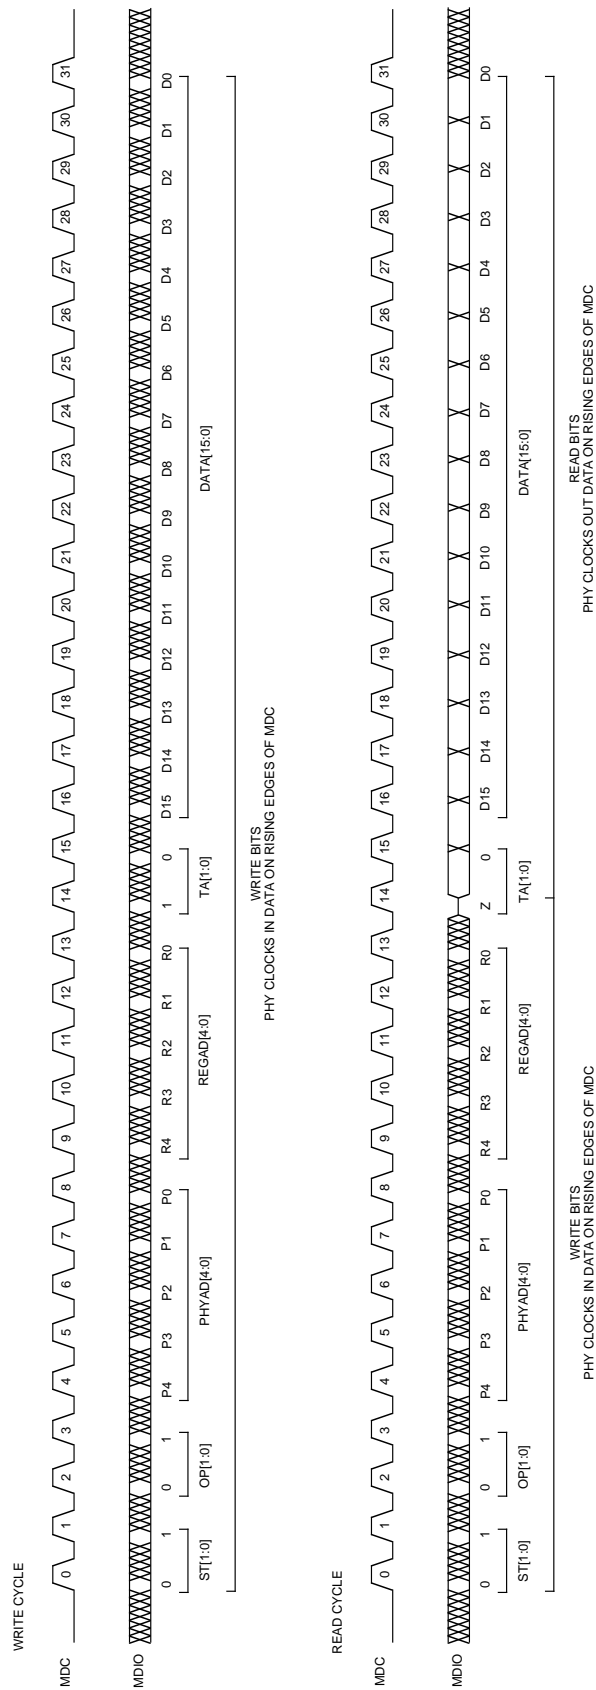 WRITE CYCLE
MDC 0 1 2 3 4 5 6 7 8 9 10 11 12 13 14 15 16 17 18 19 20 21 22 23 24 25 26 27 28 29 30 31
MDIO
0 1 0 1 P4 P3 P2 P1 P0 R4 R3 R2 R1 R0 1 0 D15 D14 D13 D12 D11 D10 D9 D8 D7 D6 D5 D4 D3 D2 D1 D0
ST[1:0] OP[1:0] PHYAD[4:0] REGAD[4:0] TA[1:0] DATA[15:0]
WRITE BITS
PHY CLOCKS IN DATA ON RISING EDGES OF MDC
READ CYCLE
MDC 0 1 2 3 4 5 6 7 8 9 10 11 12 13 14 15 16 17 18 19 20 21 22 23 24 25 26 27 28 29 30 31
MDIO
0 1 0 1 P4 P3 P2 P1 P0 R4 R3 R2 R1 R0 Z 0 D15 D14 D13 D12 D11 D10 D9 D8 D7 D6 D5 D4 D3 D2 D1 D0
ST[1:0] OP[1:0] PHYAD[4:0] REGAD[4:0] TA[1:0] DATA[15:0]
WRITE BITS
PHY CLOCKS IN DATA ON RISING EDGES OF MDC
READ BITS
PHY CLOCKS OUT DATA ON RISING EDGES OF MDC